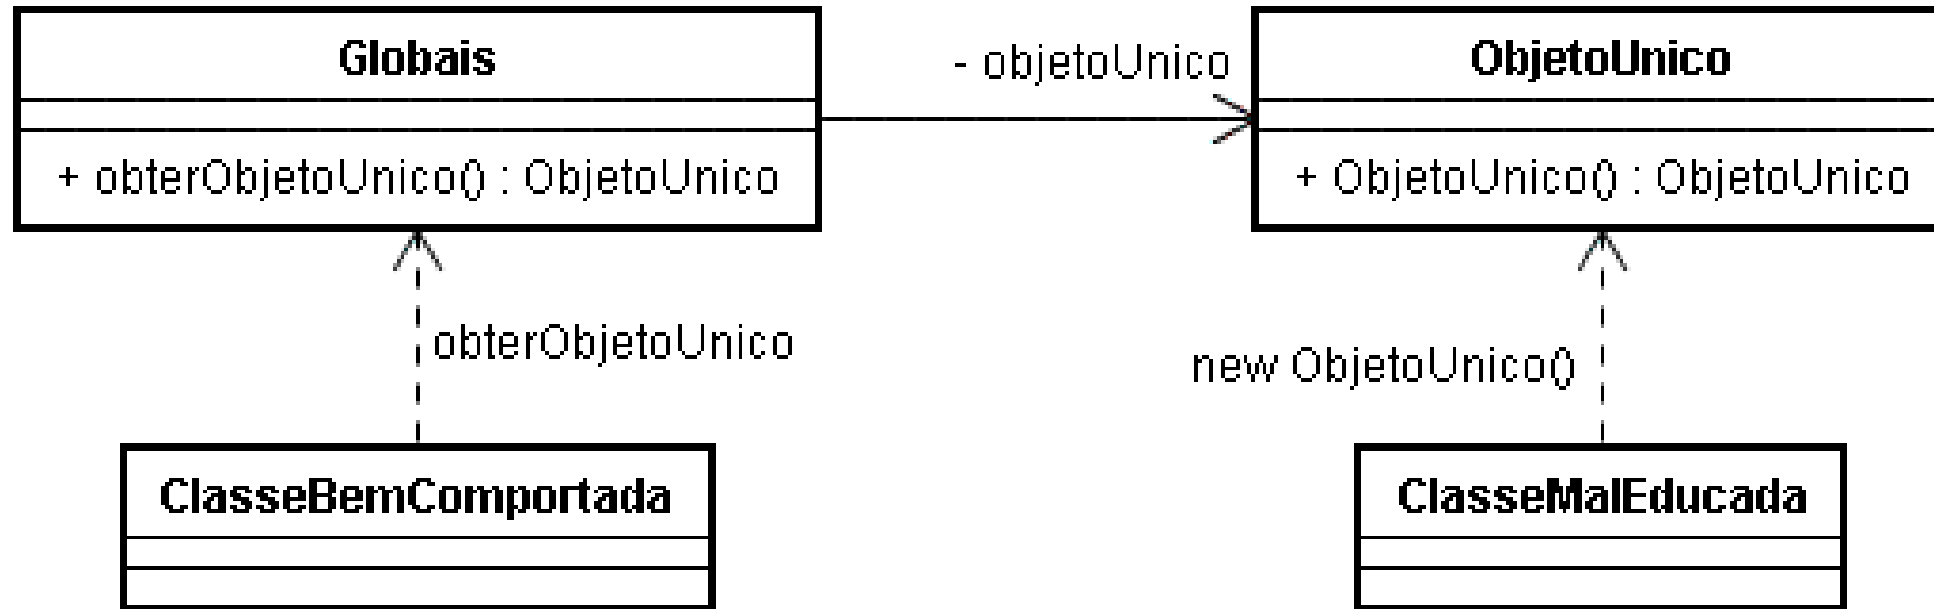 Globais
- objetoUnico
ObjetoUnico
+ obterObjetoUnico() : ObjetoUnico
+ ObjetoUnico() : ObjetoUnico
obterObjetoUnico
new ObjetoUnico()
ClasseBemComportada
ClasseMalEducada